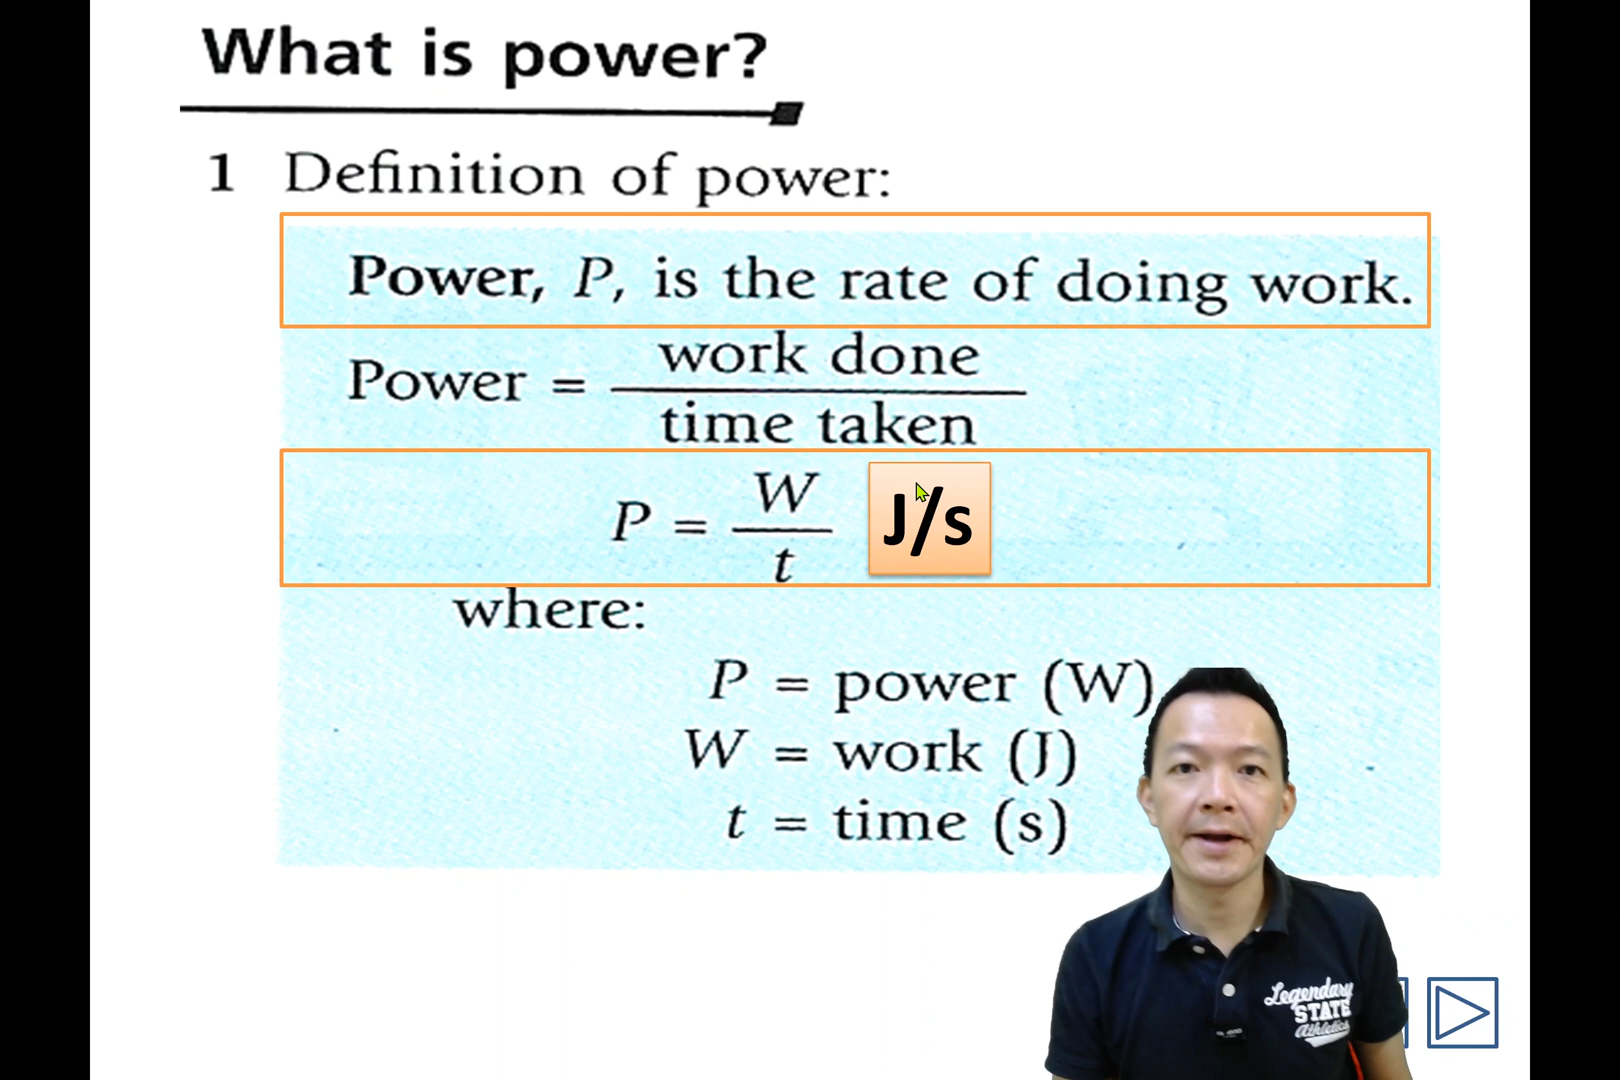 What is power?
1 Definition of power:
Power, P, is the rate of doing work.
Power = work done
time taken
P = W
t
J/s
where:
P = power (W)
W = work (J)
t = time (s)
Legendary
STATE
Athletics